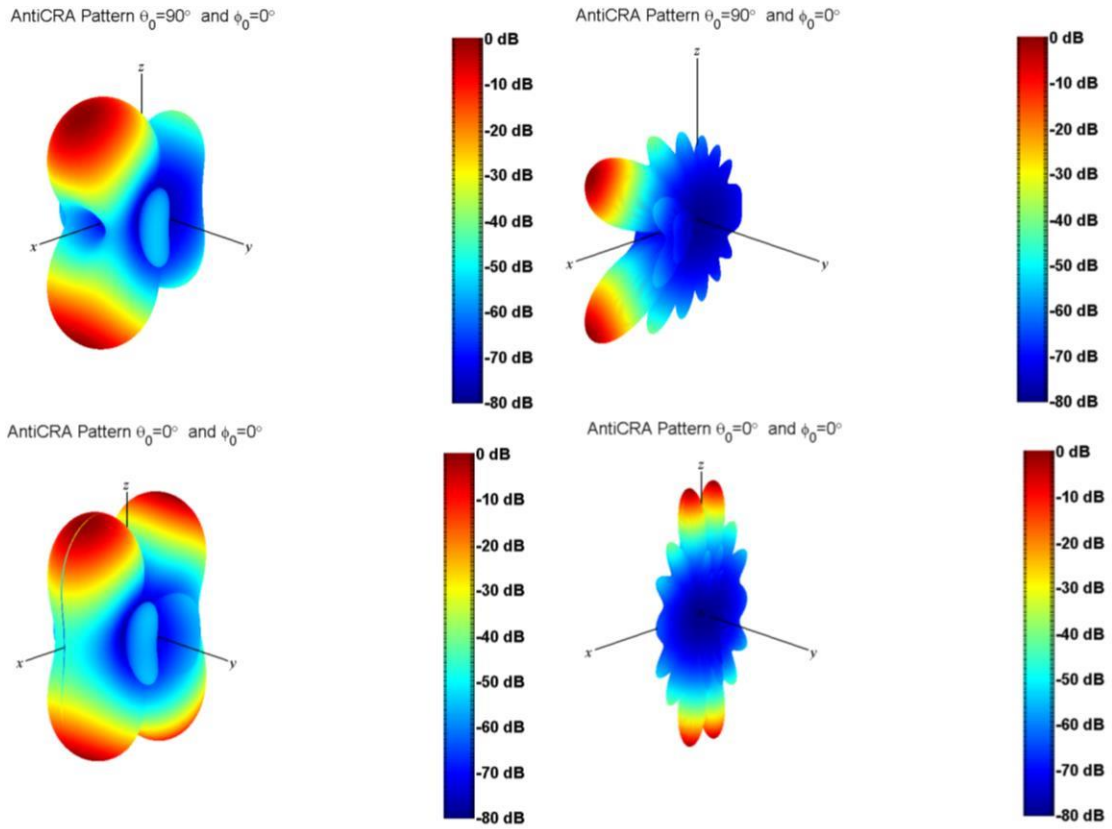 AntiCRA Pattern θ₀=90° and ϕ₀=0°
0 dB
-10 dB
-20 dB
-30 dB
-40 dB
-50 dB
-60 dB
-70 dB
-80 dB
z
x
y
AntiCRA Pattern θ₀=90° and ϕ₀=0°
0 dB
-10 dB
-20 dB
-30 dB
-40 dB
-50 dB
-60 dB
-70 dB
-80 dB
z
x
y
AntiCRA Pattern θ₀=0° and ϕ₀=0°
0 dB
-10 dB
-20 dB
-30 dB
-40 dB
-50 dB
-60 dB
-70 dB
-80 dB
z
x
y
AntiCRA Pattern θ₀=0° and ϕ₀=0°
0 dB
-10 dB
-20 dB
-30 dB
-40 dB
-50 dB
-60 dB
-70 dB
-80 dB
z
x
y